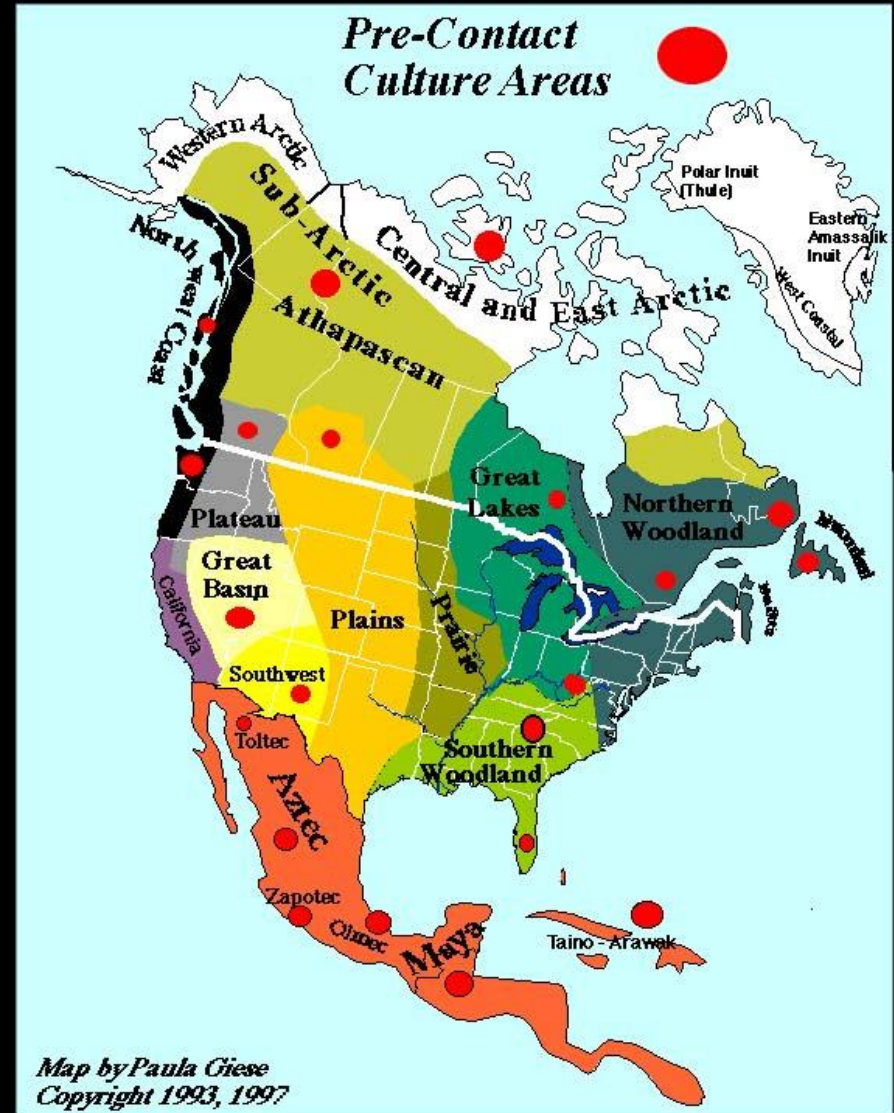 Pre-Contact
Culture Areas
Western Arctic
Sub-Arctic
Athapascan
Central and East Arctic
Polar Inuit
(Thule)
Eastern -
Amassalik
Inuit
West Coastal
North west Coast
Great
Lakes
Northern
Woodland
Plateau
Great
Basin
California
Plains
Prairie
Southwest
Southern
Woodland
Toltec
Aztec
Zapotec
Olmec
Maya
Taino - Arawak
Map by Paula Giese
Copyright 1993, 1997